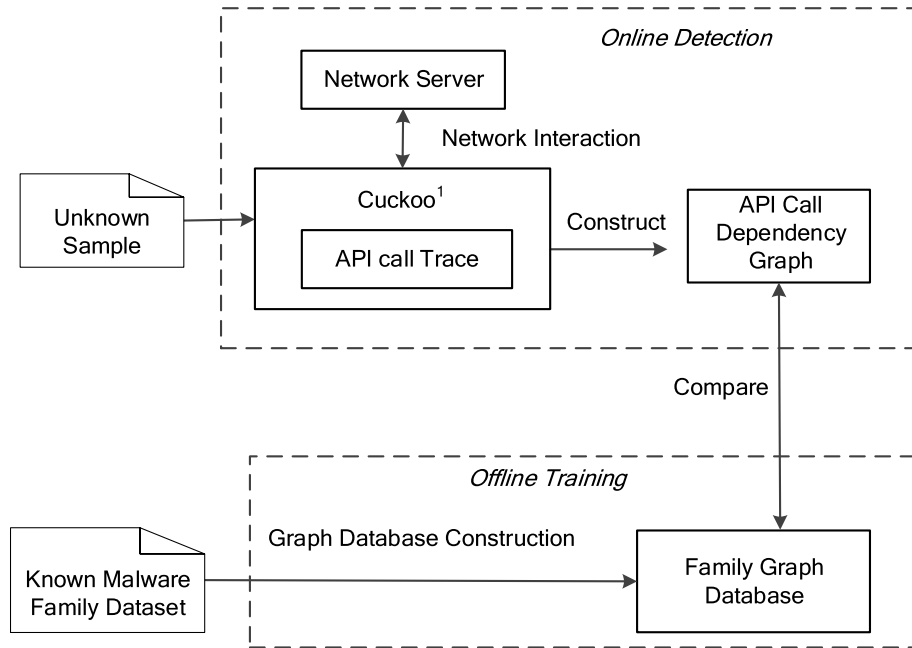 Online Detection
Network Server
Network Interaction
Unknown
Sample
Cuckoo¹
API call Trace
Construct
API Call
Dependency
Graph
Compare
Offline Training
Known Malware
Family Dataset
Graph Database Construction
Family Graph
Database